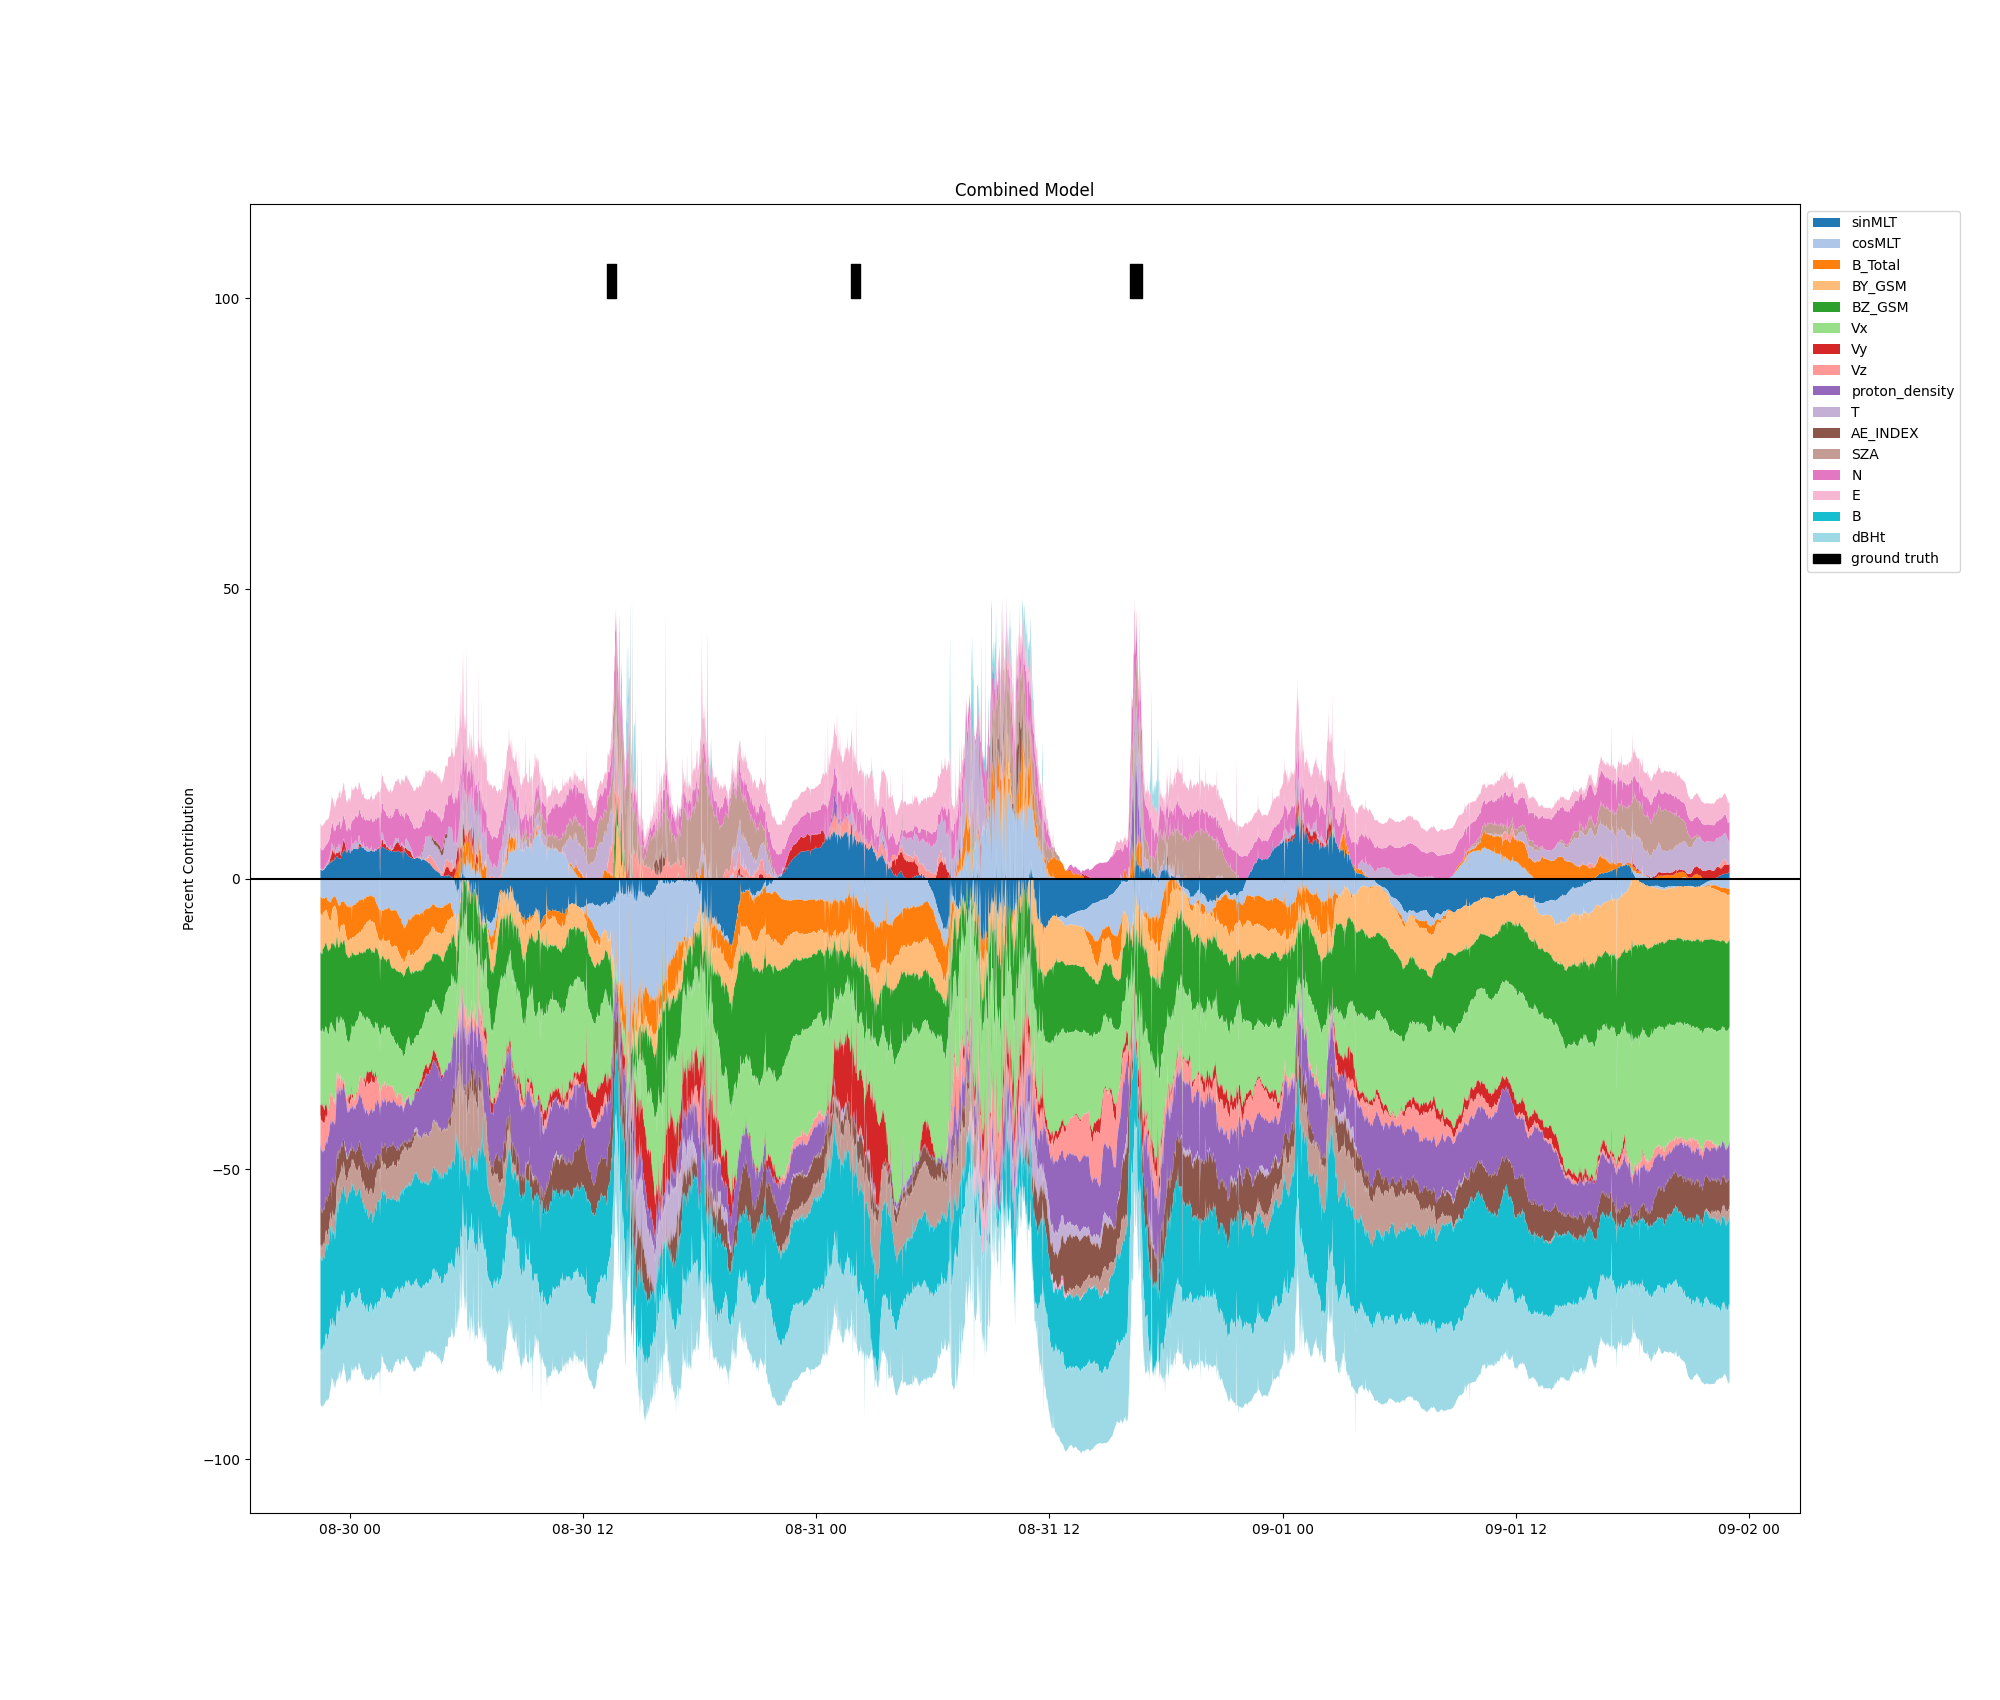 Combined Model
100
50
0
−50
−100
Percent Contribution
08-30 00
08-30 12
08-31 00
08-31 12
09-01 00
09-01 12
09-02 00
sinMLT
cosMLT
B_Total
BY_GSM
BZ_GSM
Vx
Vy
Vz
proton_density
T
AE_INDEX
SZA
N
E
B
dBHt
ground truth